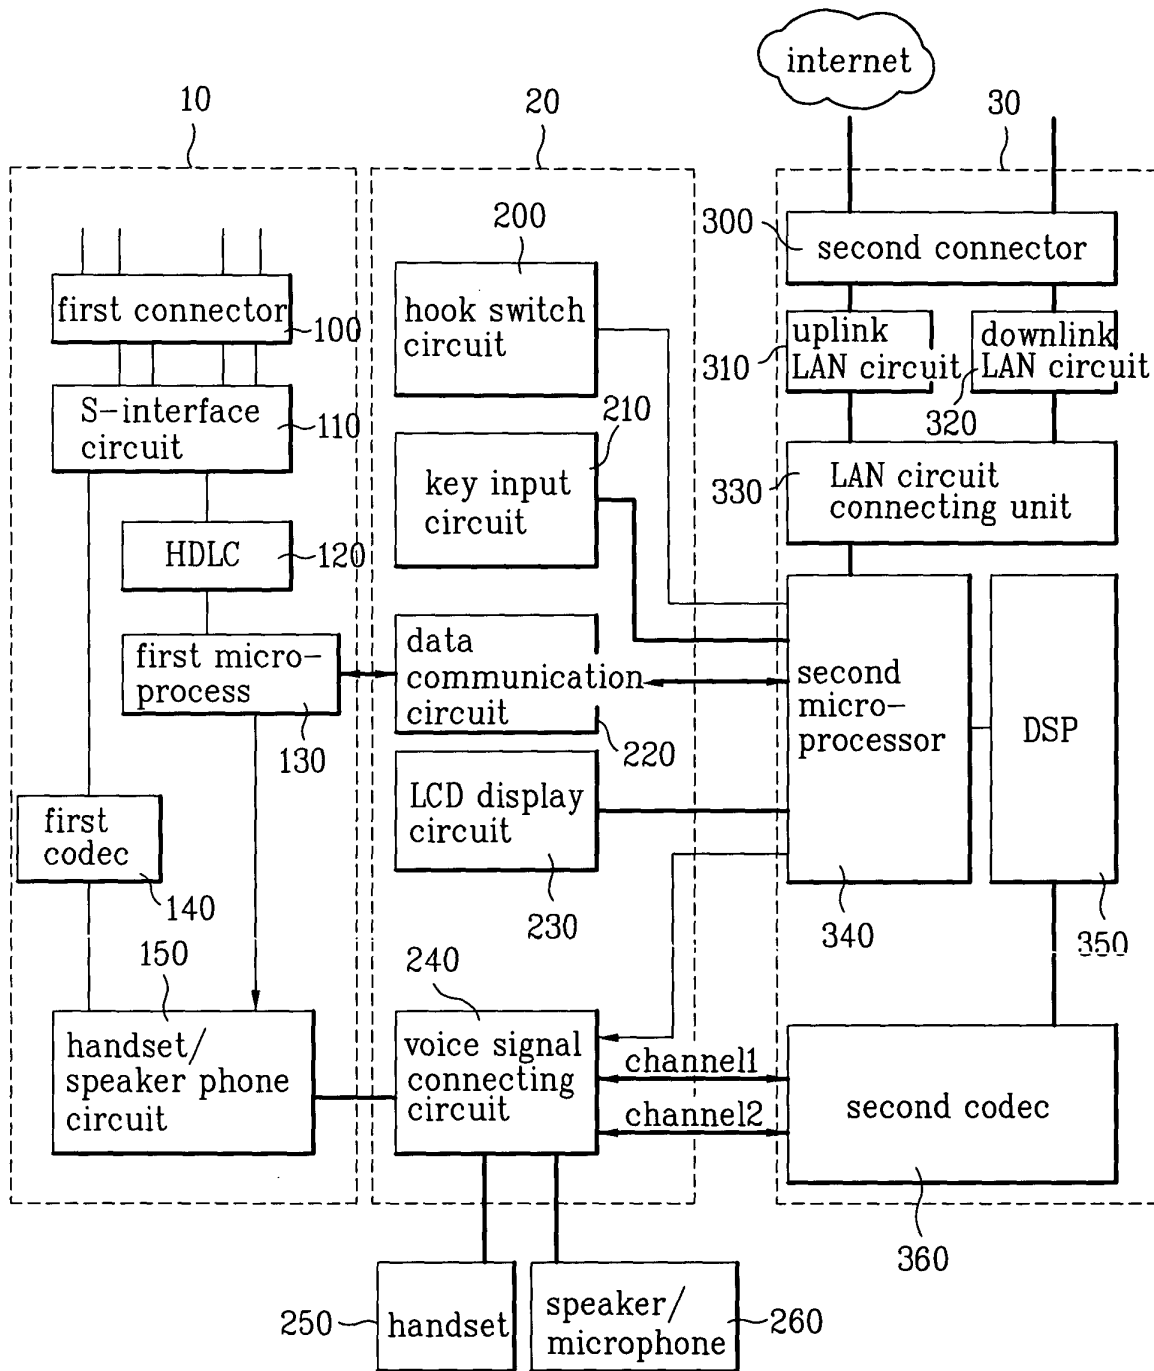 internet
10
20
30
200
300
second connector
hook switch
circuit
first connector
100
uplink
LAN circuit
310
downlink
LAN circuit
320
S-interface
circuit
110
210
key input
circuit
330
LAN circuit
connecting unit
HDLC
120
first micro-
process
130
data
communication
circuit
220
second
micro-
processor
340
DSP
350
LCD display
circuit
230
first
codec
140
150
handset/
speaker phone
circuit
240
voice signal
connecting
circuit
channel1
channel2
second codec
360
250
handset
speaker/
microphone
260